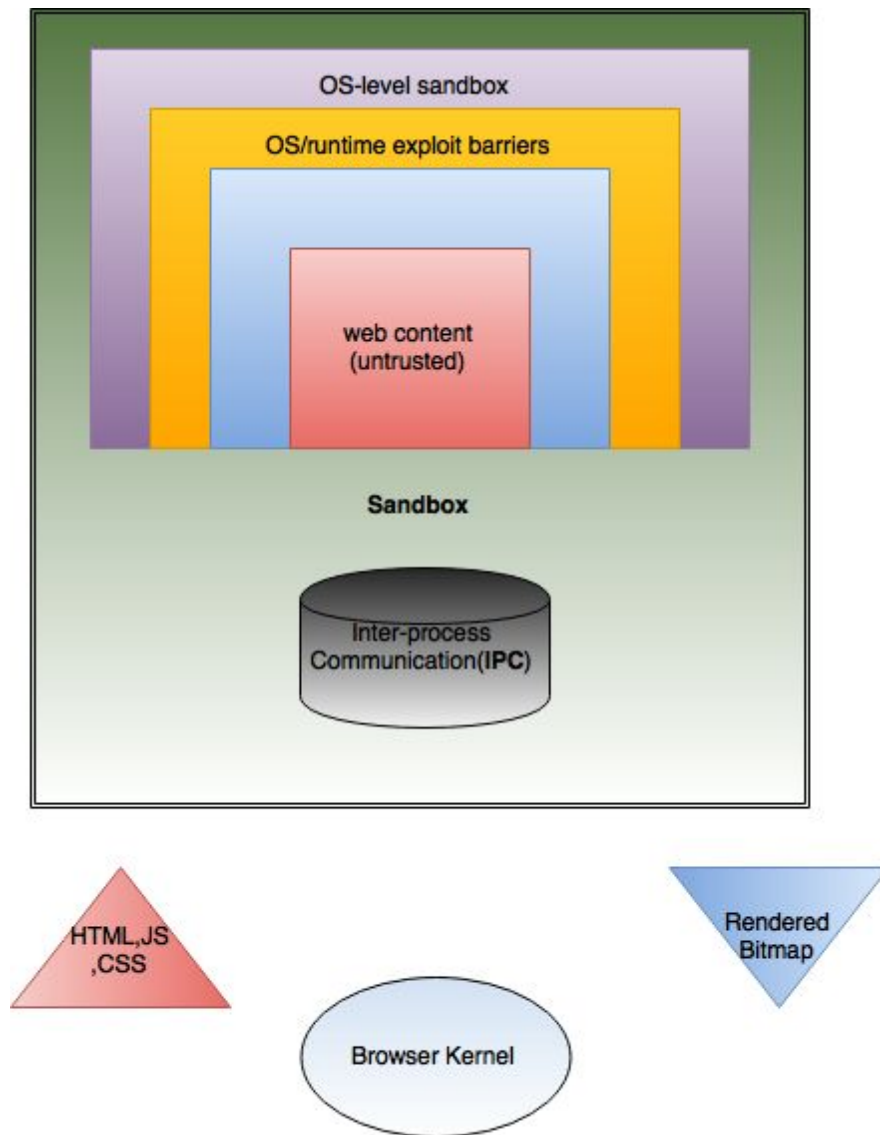 OS-level sandbox
OS/runtime exploit barriers
web content
(untrusted)
Sandbox
Inter-process
Communication(IPC)
HTML,JS
,CSS
Rendered
Bitmap
Browser Kernel